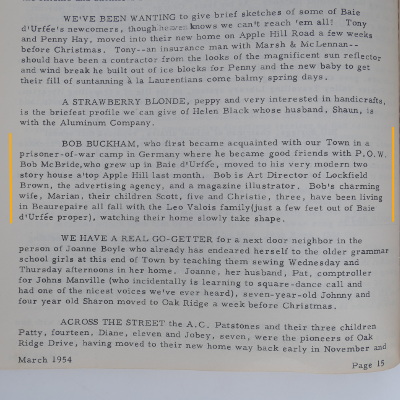 WE'VE BEEN WANTING to give brief sketches of some of Baie
d'Urfée's newcomers, though heaven knows we can't reach 'em all! Tony
and Penny Hay, moved into their new home on Apple Hill Road a few weeks
before Christmas. Tony--an insurance man with Marsh & McLennan--
should have been a contractor from the looks of the magnificent sun reflector
and wind break he built out of ice blocks for Penny and the new baby to get
their fill of suntanning à la Laurentians come balmy spring days.
A STRAWBERRY BLONDE, peppy and very interested in handicrafts,
is the briefest profile we can give of Helen Black whose husband, Shaun, is
with the Aluminum Company.
BOB BUCKHAM, who first became acquainted with our Town in a
prisoner-of-war camp in Germany where he became good friends with P.O.W.
Bob McBride, who grew up in Baie d'Urfée, moved to his very modern two
story house a'top Apple Hill last month. Bob is Art Director of Lockfield
Brown, the advertising agency, and a magazine illustrator. Bob's charming
wife, Marian, their children Scott, five and Christie, three, have been living
in Beaurepaire all fall with the Leo Valois family(just a few feet out of Baie
d'Urfée proper), watching their home slowly take shape.
WE HAVE A REAL GO-GETTER for a next door neighbor in the
person of Joanne Boyle who already has endeared herself to the older grammar
school girls at this end of Town by teaching them sewing Wednesday and
Thursday afternoons in her home. Joanne, her husband, Pat, comptroller
for Johns Manville (who incidentally is learning to square-dance call and
had one of the nicest voices we've ever heard), seven-year-old Johnny and
four year old Sharon moved to Oak Ridge a week before Christmas.
ACROSS THE STREET the A.C. Patstones and their three children
Patty, fourteen, Diane, eleven and Jobey, seven, were the pioneers of Oak
Ridge Drive, having moved to their new home way back early in November and
March 1954
Page 15